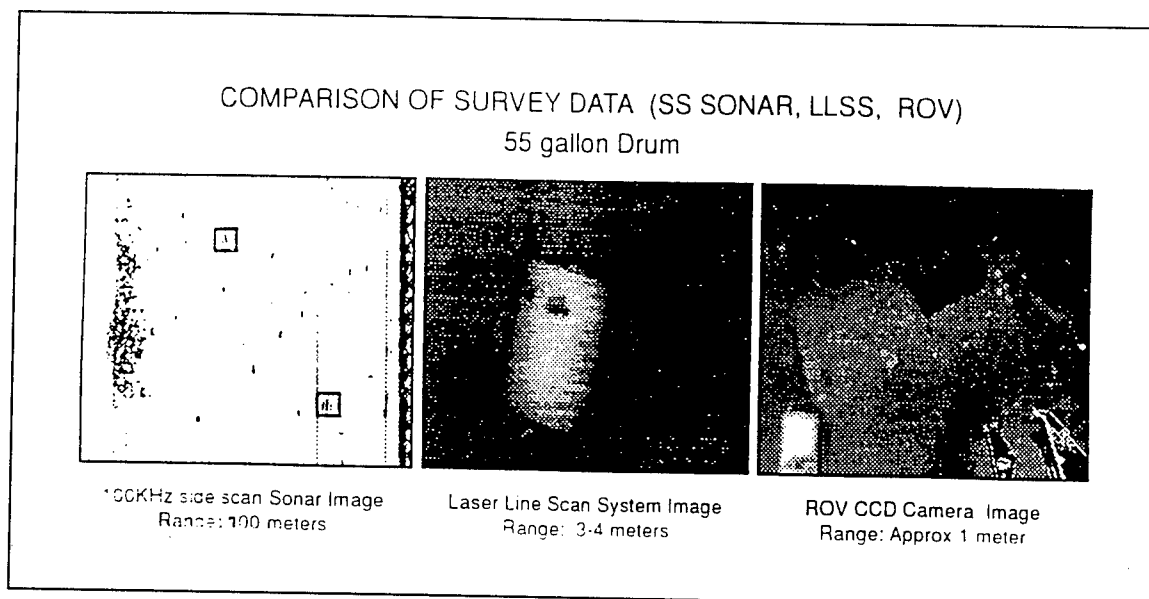 COMPARISON OF SURVEY DATA (SS SONAR, LLSS, ROV)
55 gallon Drum
100KHz side scan Sonar Image
Range: 100 meters
Laser Line Scan System Image
Range: 3-4 meters
ROV CCD Camera Image
Range: Approx 1 meter